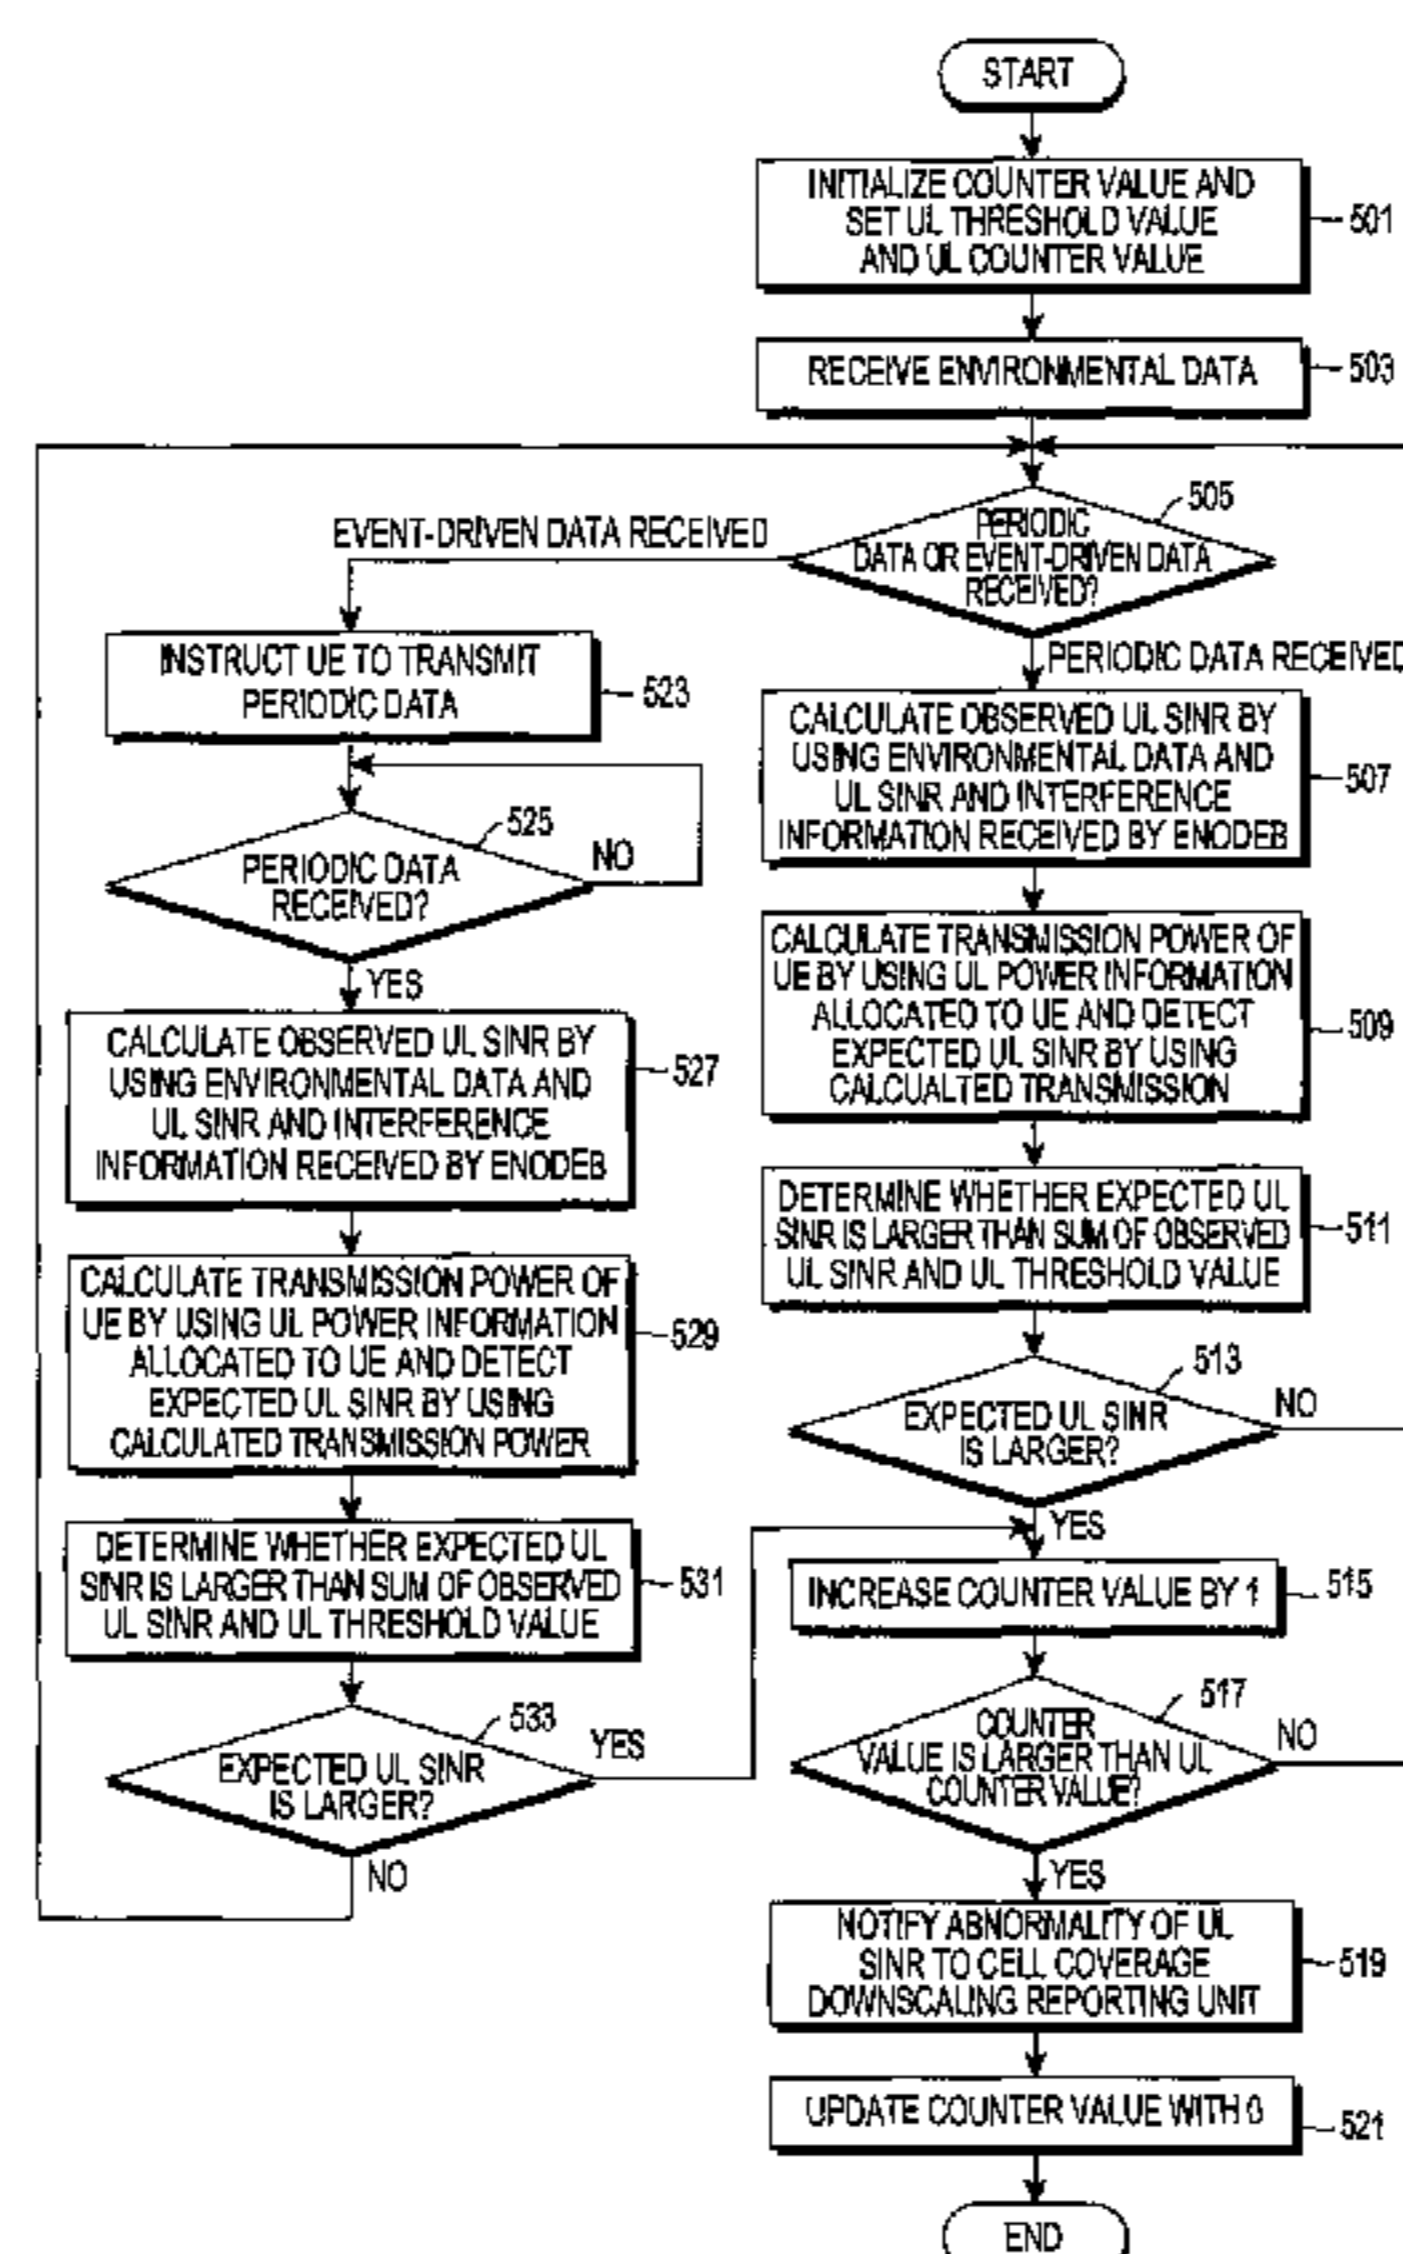 START
INITIALIZE COUNTER VALUE AND
SET UL THRESHOLD VALUE
AND UL COUNTER VALUE
501
RECEIVE ENVIRONMENTAL DATA
503
505
PERIODIC
DATA OR EVENT-DRIVEN DATA
RECEIVED?
EVENT-DRIVEN DATA RECEIVED
PERIODIC DATA RECEIVED
INSTRUCT UE TO TRANSMIT
PERIODIC DATA
523
525
PERIODIC DATA
RECEIVED?
NO
YES
CALCULATE OBSERVED UL SINR BY
USING ENVIRONMENTAL DATA AND
UL SINR AND INTERFERENCE
INFORMATION RECEIVED BY ENODEB
527
CALCULATE TRANSMISSION POWER OF
UE BY USING UL POWER INFORMATION
ALLOCATED TO UE AND DETECT
EXPECTED UL SINR BY USING
CALCULATED TRANSMISSION POWER
529
DETERMINE WHETHER EXPECTED UL
SINR IS LARGER THAN SUM OF OBSERVED
UL SINR AND UL THRESHOLD VALUE
531
533
EXPECTED UL SINR
IS LARGER?
YES
NO
CALCULATE OBSERVED UL SINR BY
USING ENVIRONMENTAL DATA AND
UL SINR AND INTERFERENCE
INFORMATION RECEIVED BY ENODEB
507
CALCULATE TRANSMISSION POWER OF
UE BY USING UL POWER INFORMATION
ALLOCATED TO UE AND DETECT
EXPECTED UL SINR BY USING
CALCUALTED TRANSMISSION
509
DETERMINE WHETHER EXPECTED UL
SINR IS LARGER THAN SUM OF OBSERVED
UL SINR AND UL THRESHOLD VALUE
511
513
EXPECTED UL SINR
IS LARGER?
NO
YES
INCREASE COUNTER VALUE BY 1
515
517
COUNTER
VALUE IS LARGER THAN UL
COUNTER VALUE?
NO
YES
NOTIFY ABNORMALITY OF UL
SINR TO CELL COVERAGE
DOWNSCALING REPORTING UNIT
519
UPDATE COUNTER VALUE WITH 0
521
END